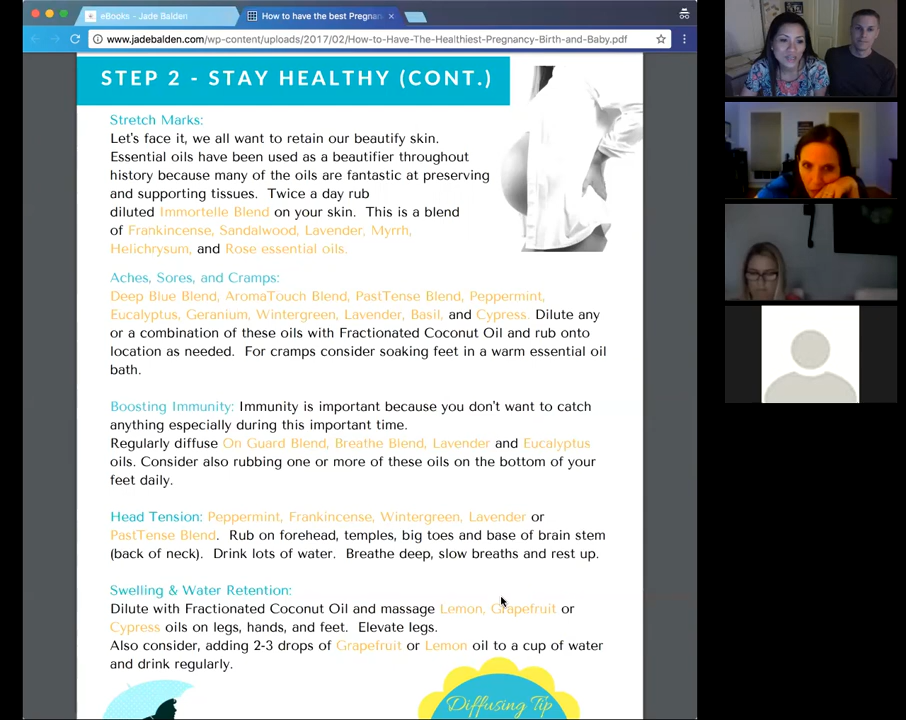 eBooks - Jade Balden
How to have the best Pregnan
www.jadebalden.com/wp-content/uploads/2017/02/How-to-Have-The-Healthiest-Pregnancy-Birth-and-Baby.pdf
STEP 2 - STAY HEALTHY (CONT.)
Stretch Marks:
Let's face it, we all want to retain our beautify skin.
Essential oils have been used as a beautifier throughout
history because many of the oils are fantastic at preserving
and supporting tissues. Twice a day rub
diluted Immortelle Blend on your skin. This is a blend
of Frankincense, Sandalwood, Lavender, Myrrh,
Helichrysum, and Rose essential oils.
Aches, Sores, and Cramps:
Deep Blue Blend, AromaTouch Blend, PastTense Blend, Peppermint,
Eucalyptus, Geranium, Wintergreen, Lavender, Basil, and Cypress. Dilute any
or a combination of these oils with Fractionated Coconut Oil and rub onto
location as needed. For cramps consider soaking feet in a warm essential oil
bath.
Boosting Immunity: Immunity is important because you don't want to catch
anything especially during this important time.
Regularly diffuse On Guard Blend, Breathe Blend, Lavender and Eucalyptus
oils. Consider also rubbing one or more of these oils on the bottom of your
feet daily.
Head Tension: Peppermint, Frankincense, Wintergreen, Lavender or
PastTense Blend. Rub on forehead, temples, big toes and base of brain stem
(back of neck). Drink lots of water. Breathe deep, slow breaths and rest up.
Swelling & Water Retention:
Dilute with Fractionated Coconut Oil and massage Lemon, Grapefruit or
Cypress oils on legs, hands, and feet. Elevate legs.
Also consider, adding 2-3 drops of Grapefruit or Lemon oil to a cup of water
and drink regularly.
Diffusing Tip